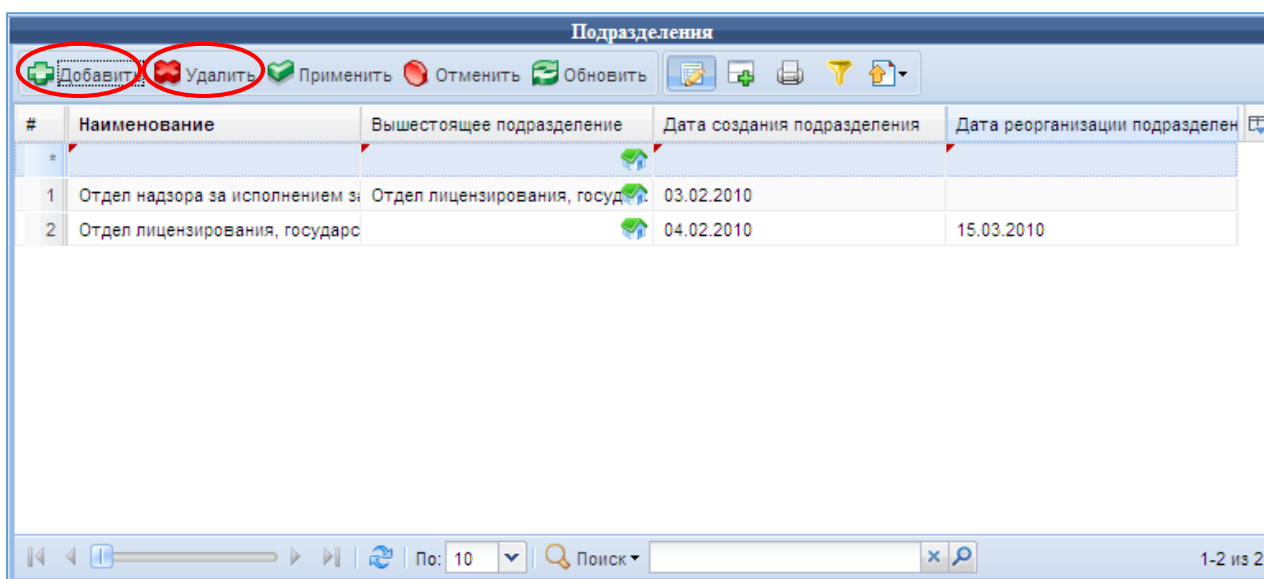 Подразделения
Добавить Удалить Применить Отменить Обновить
# Наименование Вышестоящее подразделение Дата создания подразделения Дата реорганизации подразделен
*
1 Отдел надзора за исполнением за Отдел лицензирования, госуд 03.02.2010
2 Отдел лицензирования, государс 04.02.2010 15.03.2010
По: 10 Поиск 1-2 из 2